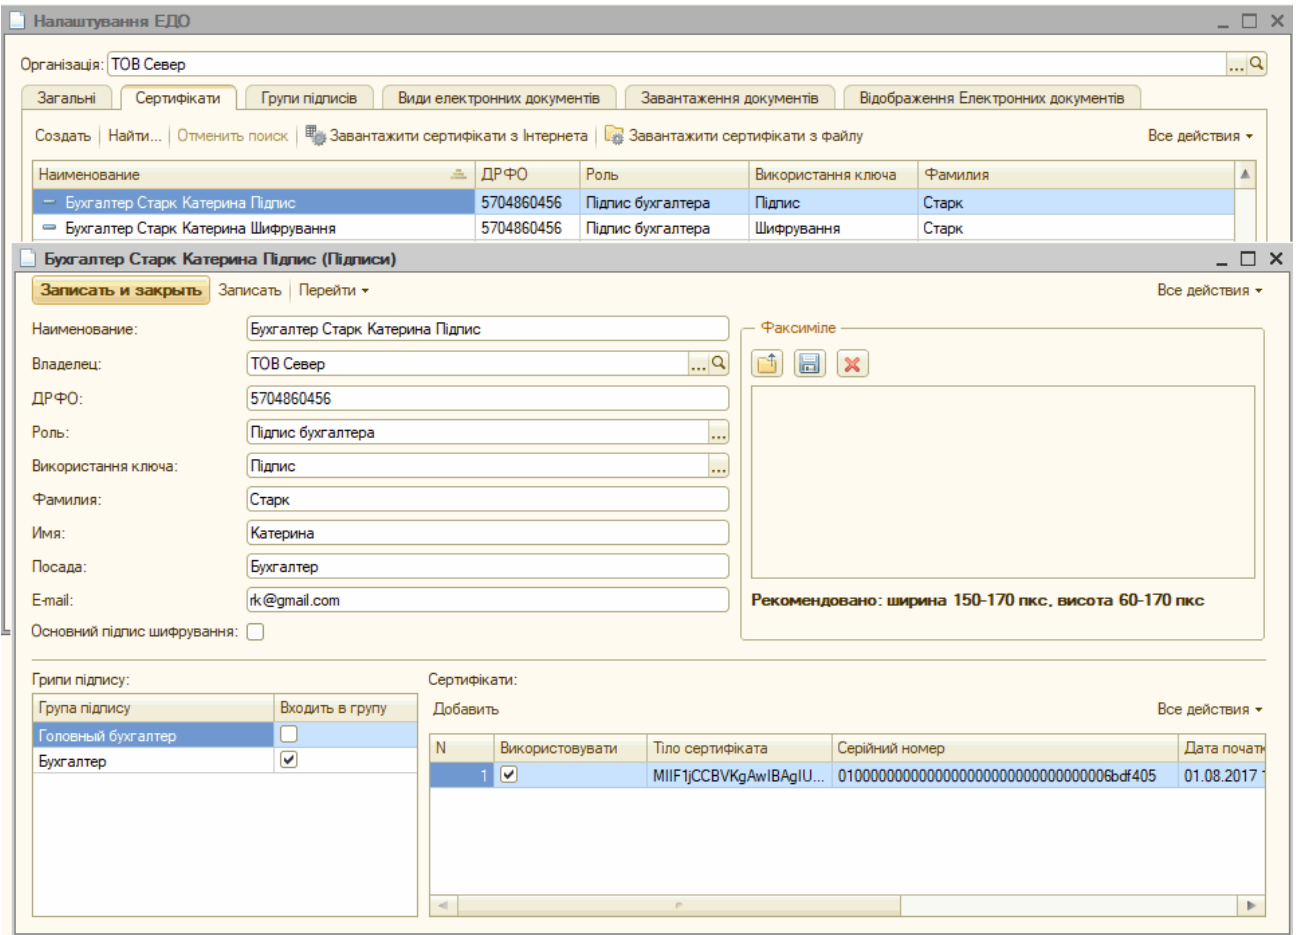 Налаштування ЕДО
Організація: ТОВ Север ...
Загальні Сертифікати Групи підписів Види електронних документів Завантаження документів Відображення Електронних документів
Создать Найти... Отменить поиск Завантажити сертифікати з Інтернета Завантажити сертифікати з файлу Все действия
Наименование ДРФО Роль Використання ключа Фамилия
Бухгалтер Старк Катерина Підпис 5704860456 Підпис бухгалтера Підпис Старк
Бухгалтер Старк Катерина Шифрування 5704860456 Підпис бухгалтера Шифрування Старк
Бухгалтер Старк Катерина Підпис (Підписи)
Записать и закрыть Записать Перейти Все действия
Наименование: Бухгалтер Старк Катерина Підпис
Факсиміле
Владелец: ТОВ Север ...
ДРФО: 5704860456
Роль: Підпис бухгалтера ...
Використання ключа: Підпис ...
Фамилия: Старк
Имя: Катерина
Посада: Бухгалтер
E-mail: rk@gmail.com
Рекомендовано: ширина 150-170 пкс, висота 60-170 пкс
Основний підпис шифрування:
Грипи підпису: Сертифікати:
Група підпису Входить в групу
Добавить Все действия
Головный бухгалтер
Бухгалтер
N Використовувати Тіло сертифіката Серійний номер Дата початк
1 MIIF1jCCBVKgAwIBAgIU... 01.08.2017 1